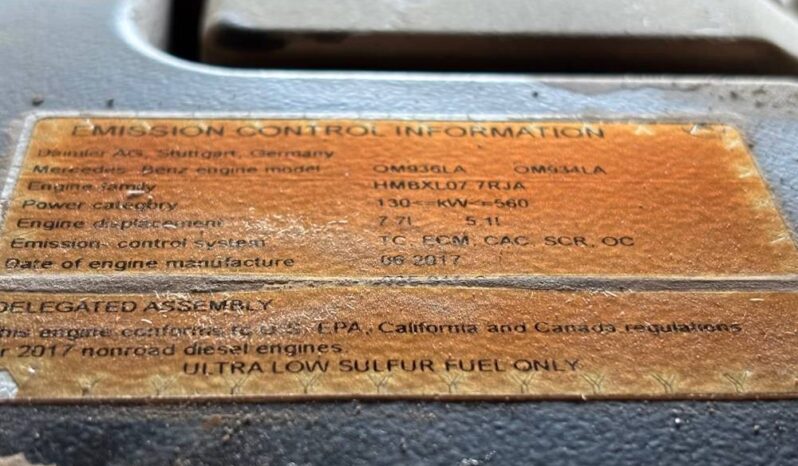 EMISSION CONTROL INFORMATION
Daimler AG, Stuttgart, Germany
Mercedes-Benz engine model OM936LA OM934LA
Engine family HMBXL07.7RJA
Power category 130<=kW<=560
Engine displacement 7.7l 5.1l
Emission-control system TC, ECM, CAC, SCR, OC
Date of engine manufacture 06 2017
DELEGATED ASSEMBLY
his engine conforms to U.S. EPA, California and Canada regulations
r 2017 nonroad diesel engines
ULTRA LOW SULFUR FUEL ONLY